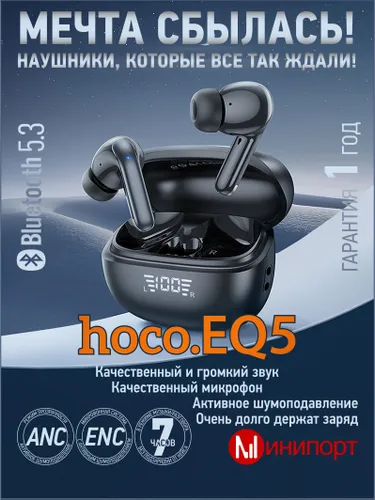 МЕЧТА СБЫЛАСЬ!
НАУШНИКИ, КОТОРЫЕ ВСЕ ТАК ЖДАЛИ!
Bluetooth 5.3
ГАРАНТИЯ 1 ГОД
L 100 R
hoco.EQ5
Качественный и громкий звук
Качественный микрофон
Активное шумоподавление
Очень долго держат заряд
ANC
ENC
7
ЧАСОВ
МИНИПОРТ